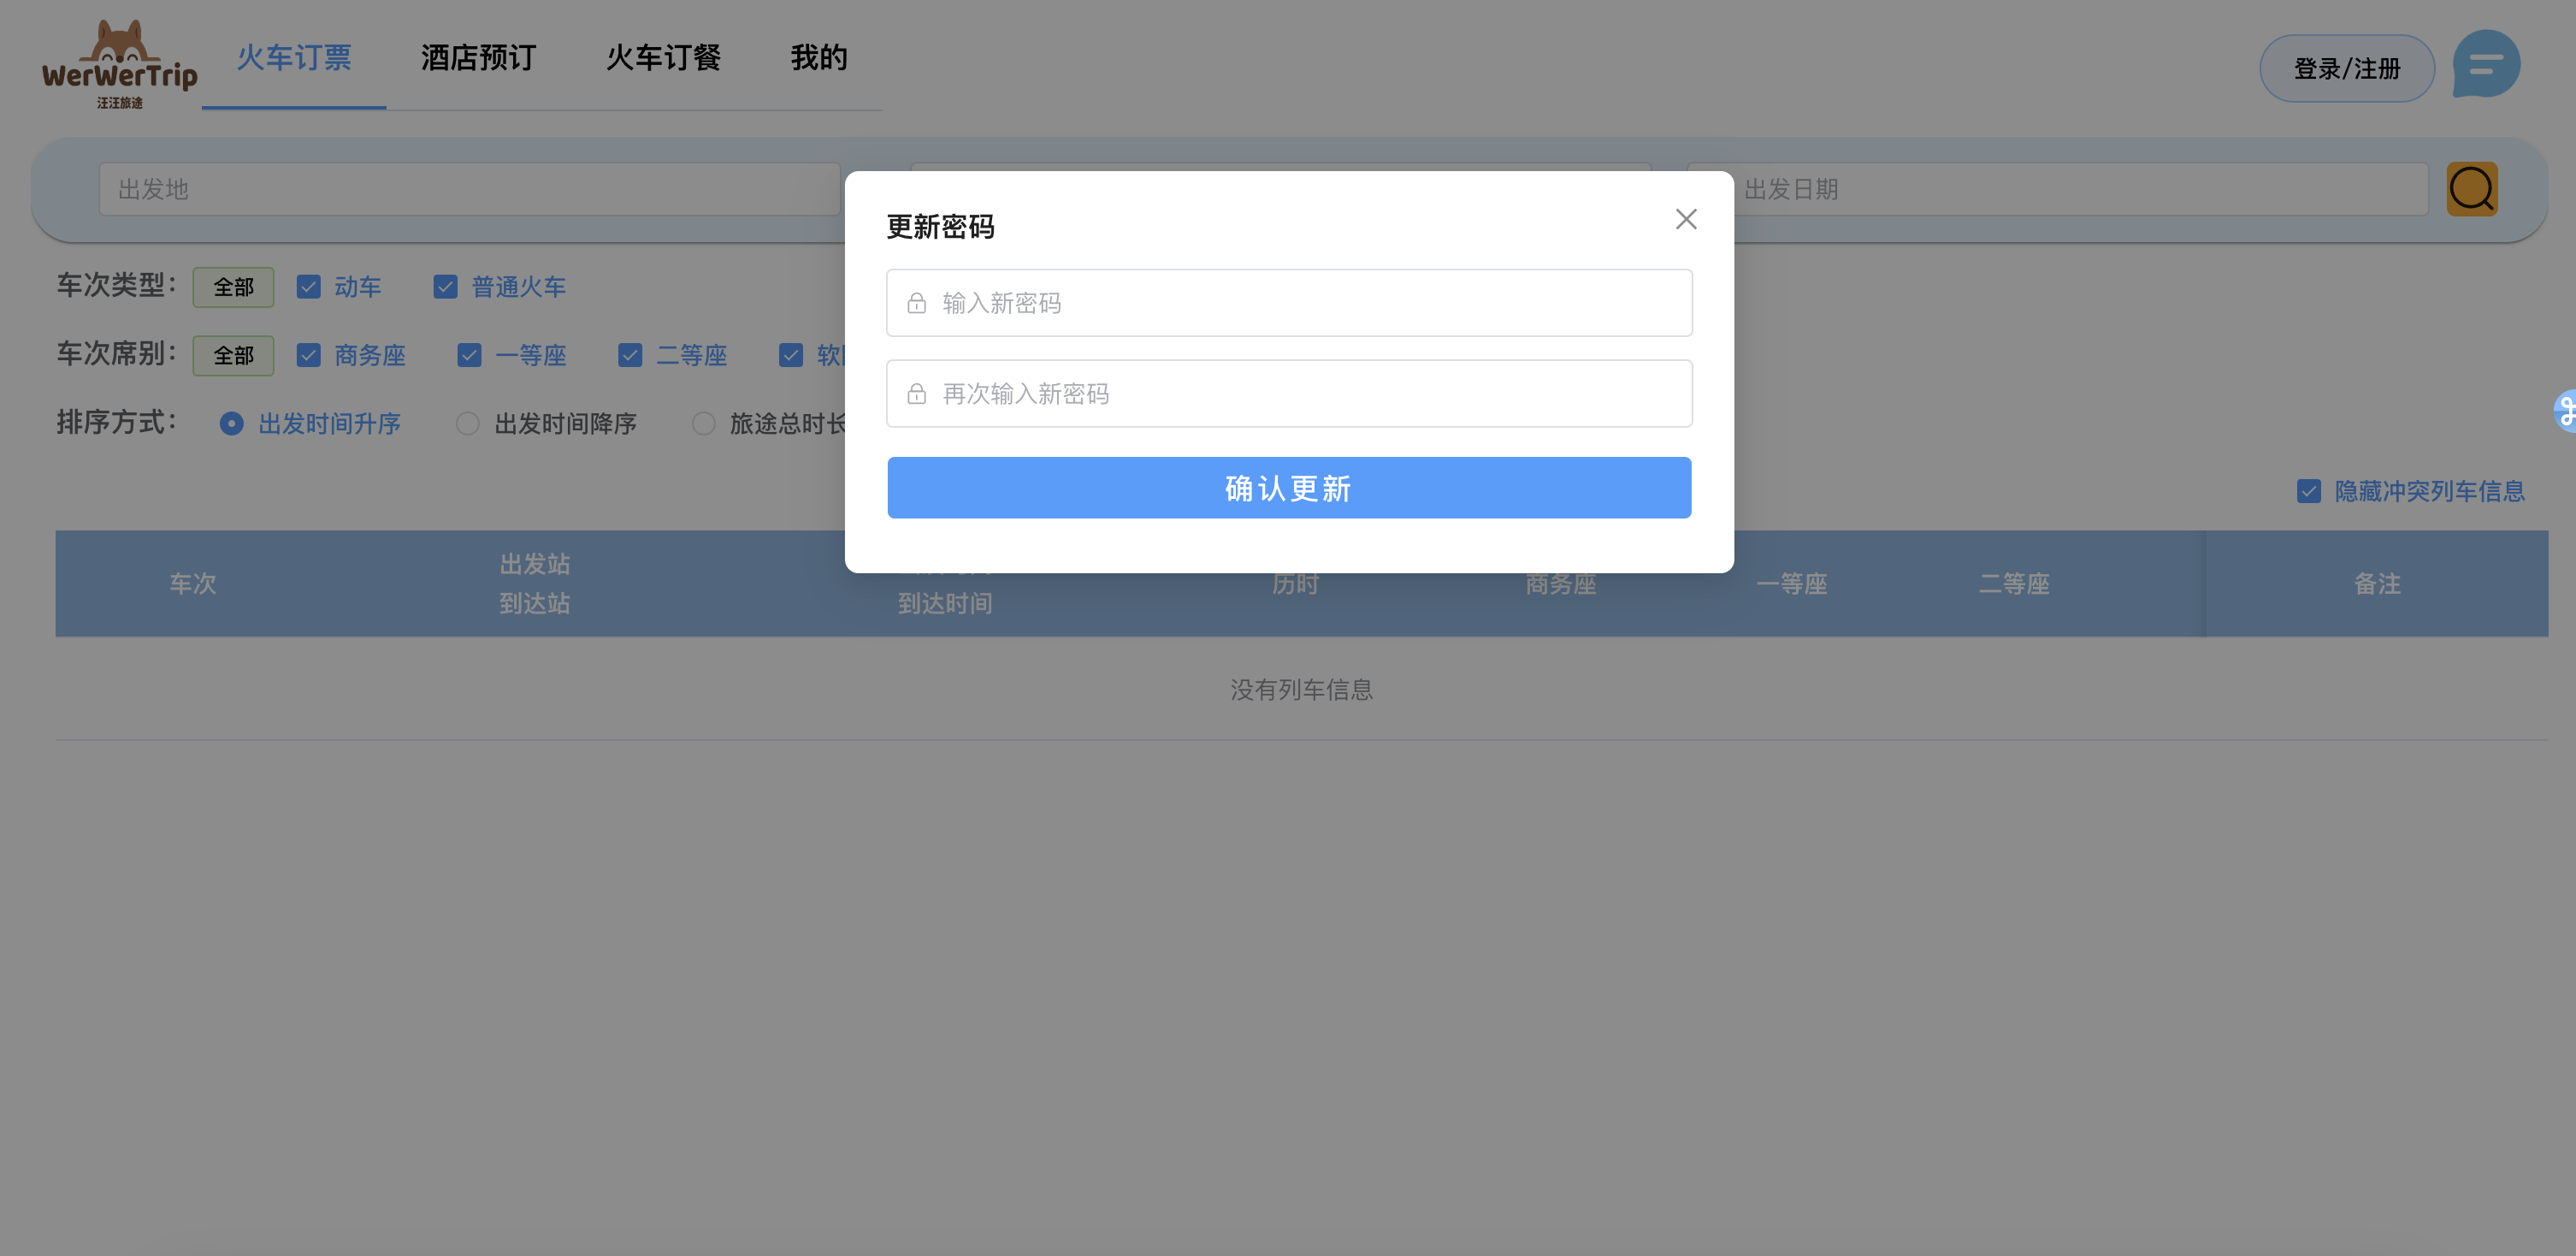 WerWerTrip
汪汪旅途
火车订票 酒店预订 火车订餐 我的
登录/注册
出发地
出发日期
更新密码
输入新密码
再次输入新密码
确认更新
车次类型： 全部 动车 普通火车
车次席别： 全部 商务座 一等座 二等座
排序方式： 出发时间升序 出发时间降序 旅途总时长
隐藏冲突列车信息
车次 出发站 历时 商务座 一等座 二等座 备注
到达站 到达时间
没有列车信息